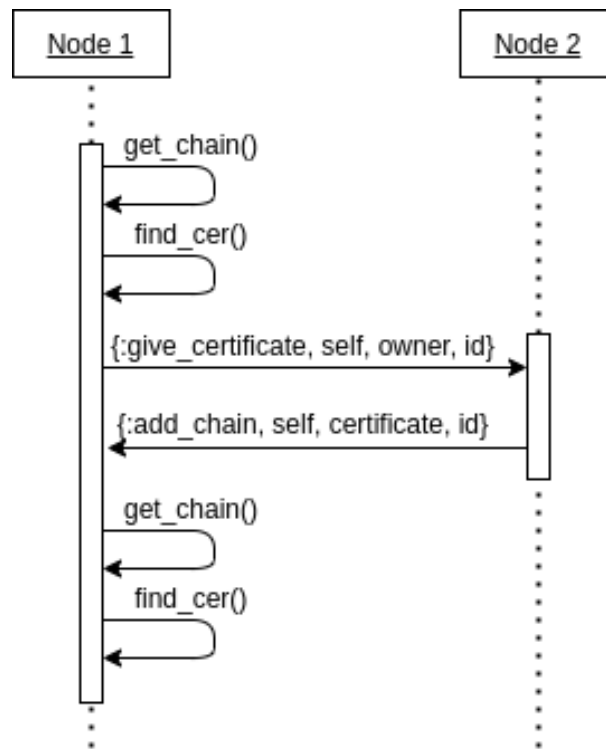 Node 1
Node 2
get_chain()
find_cer()
{:give_certificate, self, owner, id}
{:add_chain, self, certificate, id}
get_chain()
find_cer()